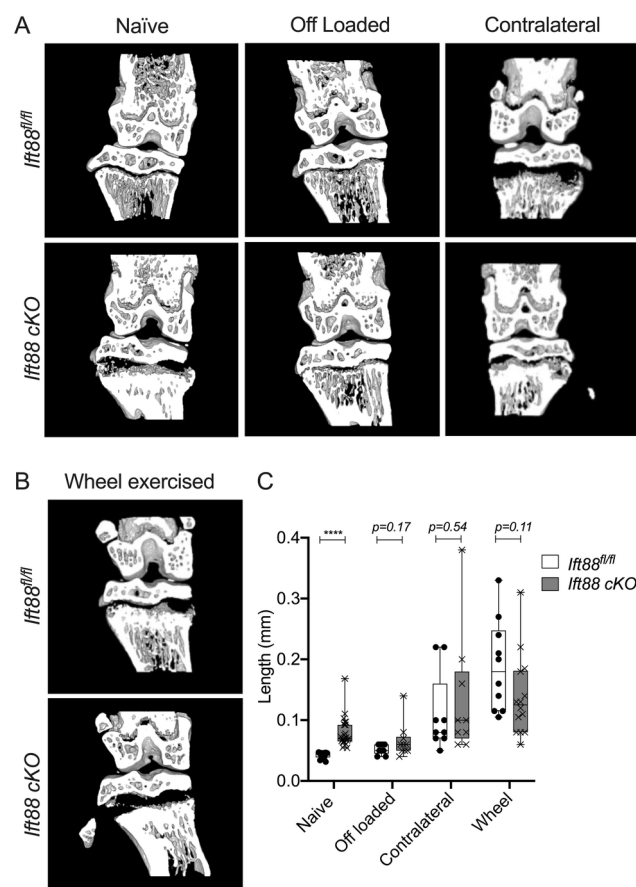 A
Naïve
Off Loaded
Contralateral
Ift88fl/fl
Ift88 cKO
B
Wheel exercised
Ift88fl/fl
Ift88 cKO
C
**** p=0.17 p=0.54 p=0.11
Ift88fl/fl
Ift88 cKO
Length (mm)
0.4
0.3
0.2
0.1
0.0
Naïve
Off loaded
Contralateral
Wheel